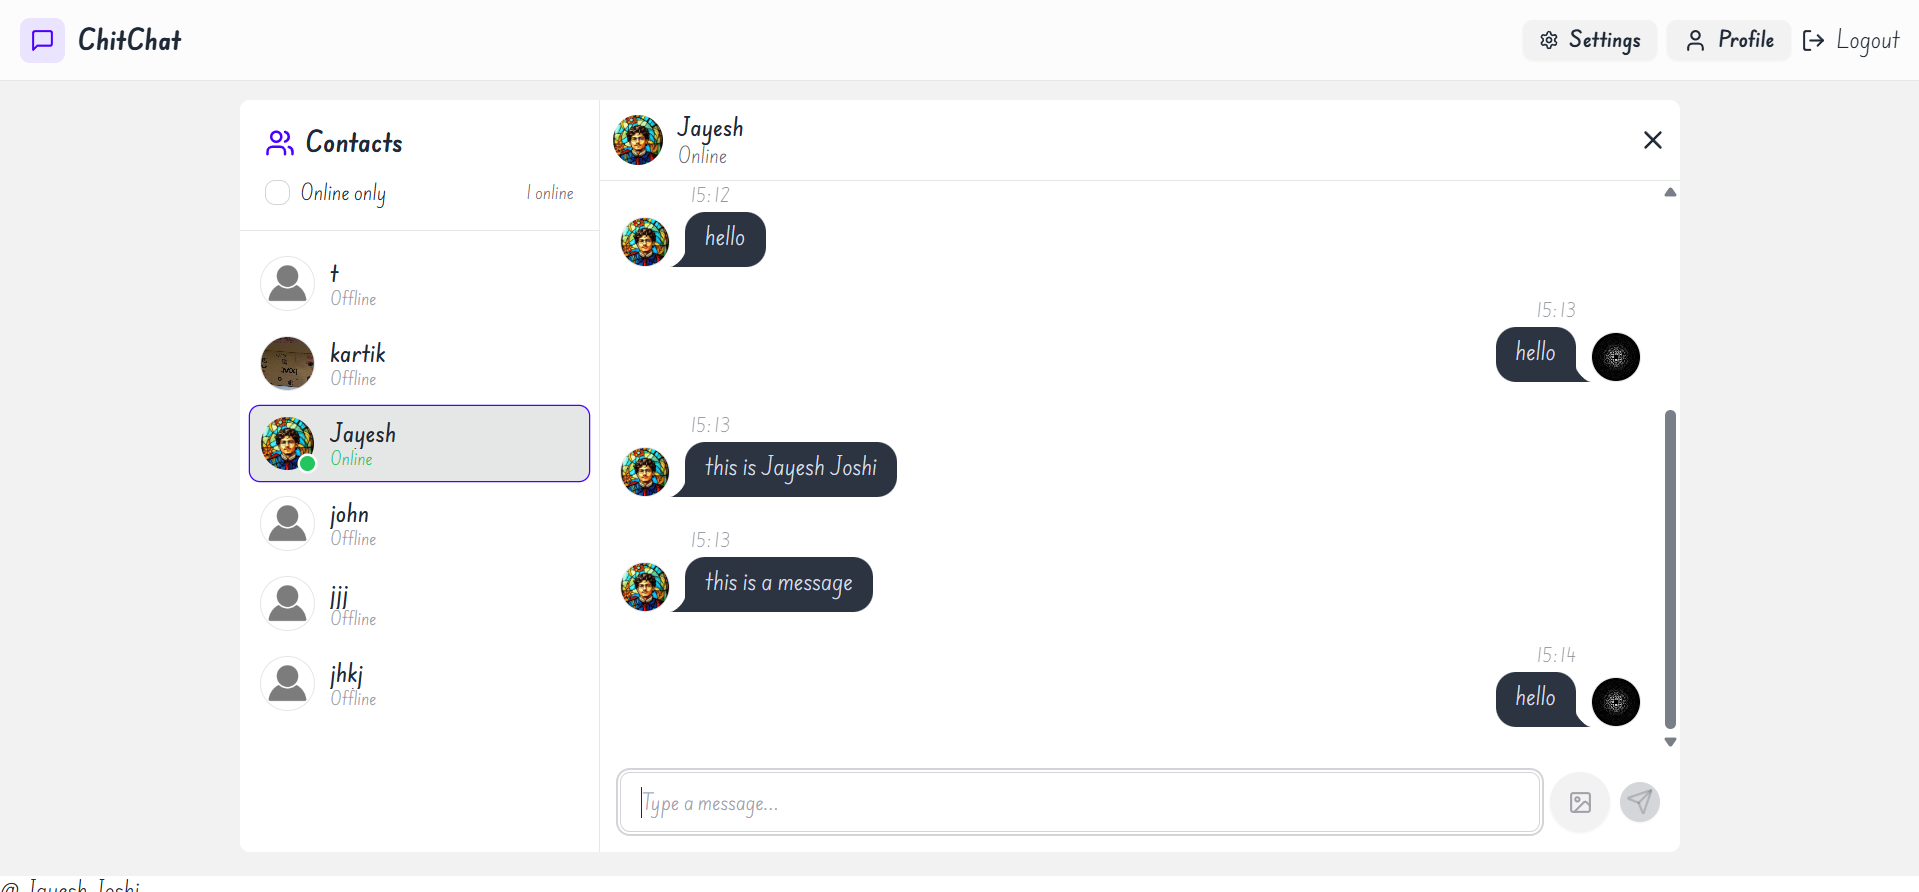 ChitChat
Settings
Profile
Logout
Contacts
Online only
1 online
t
Offline
kartik
Offline
Jayesh
Online
john
Offline
jjj
Offline
jhkj
Offline
Jayesh
Online
15:12
hello
15:13
hello
15:13
this is Jayesh Joshi
15:13
this is a message
15:14
hello
Type a message...
@ Jayesh Joshi